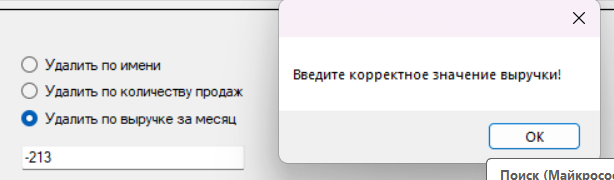 Удалить по имени
Удалить по количеству продаж
Удалить по выручке за месяц
-213
Введите корректное значение выручки!
OK
Поиск (Майкросо